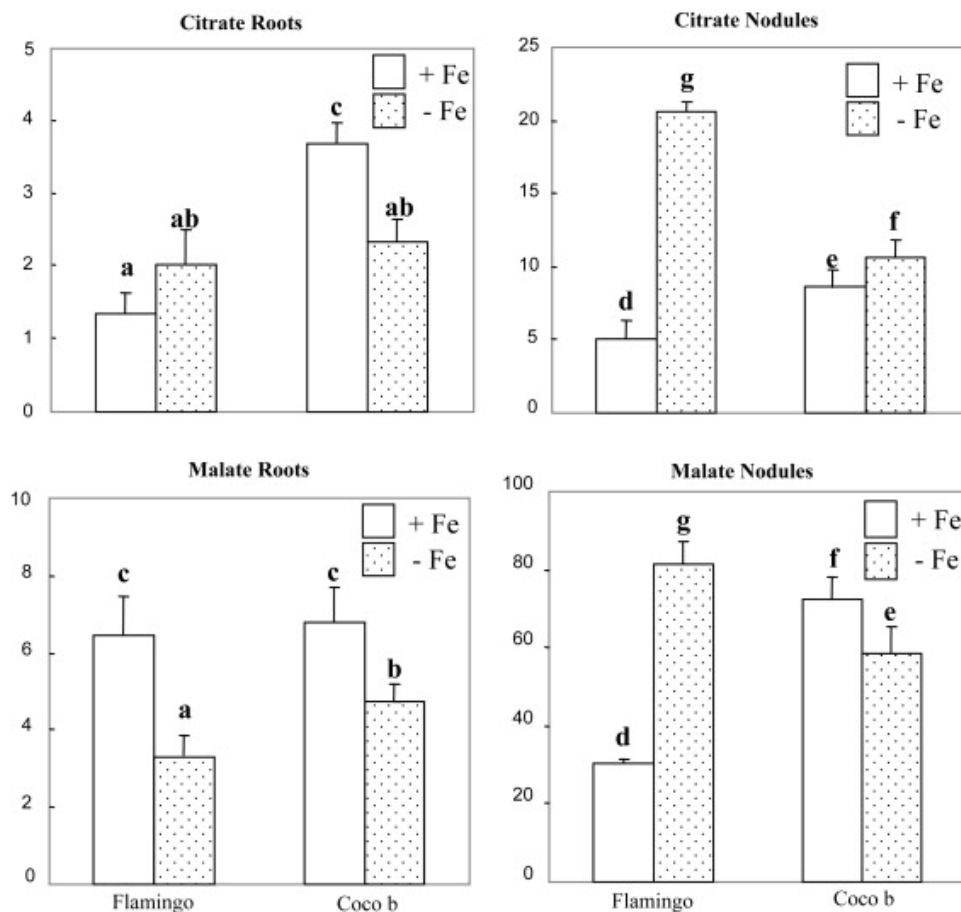 Citrate Roots
5
4
3
2
1
0
+ Fe
- Fe
a
ab
c
ab
Citrate Nodules
25
20
15
10
5
0
+ Fe
- Fe
d
g
e
f
Malate Roots
10
8
6
4
2
0
+ Fe
- Fe
c
a
c
b
Flamingo
Coco b
Malate Nodules
100
80
60
40
20
0
+ Fe
- Fe
d
g
f
e
Flamingo
Coco b